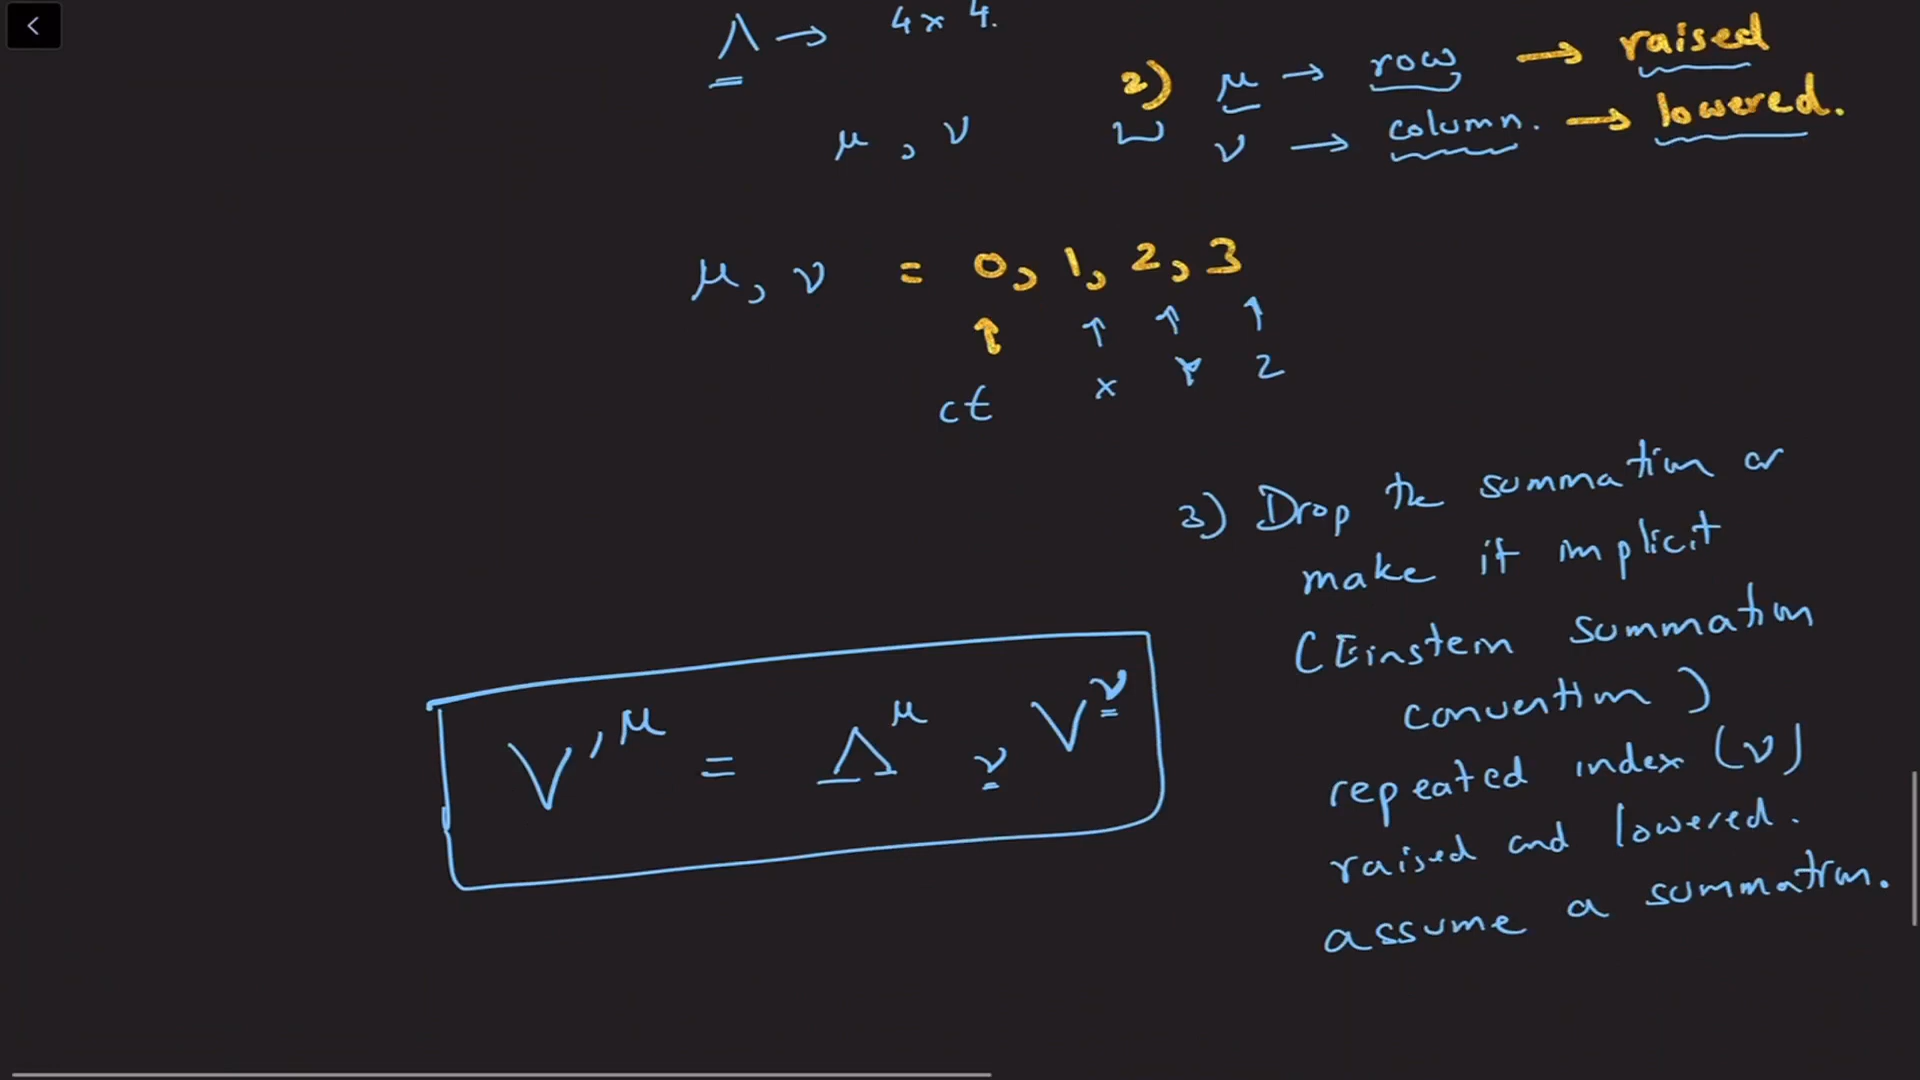 Λ → 4 x 4.
2) μ → row → raised
μ , ν
ν → column. → lowered.
μ, ν = 0, 1, 2, 3
↑ ↑ ↑ ↑
ct x y z
3) Drop the summation or
make it implicit
(Einstein summation
convention)
V'^μ = Λ^μ_ν V^ν
repeated index (ν)
raised and lowered.
assume a summation.